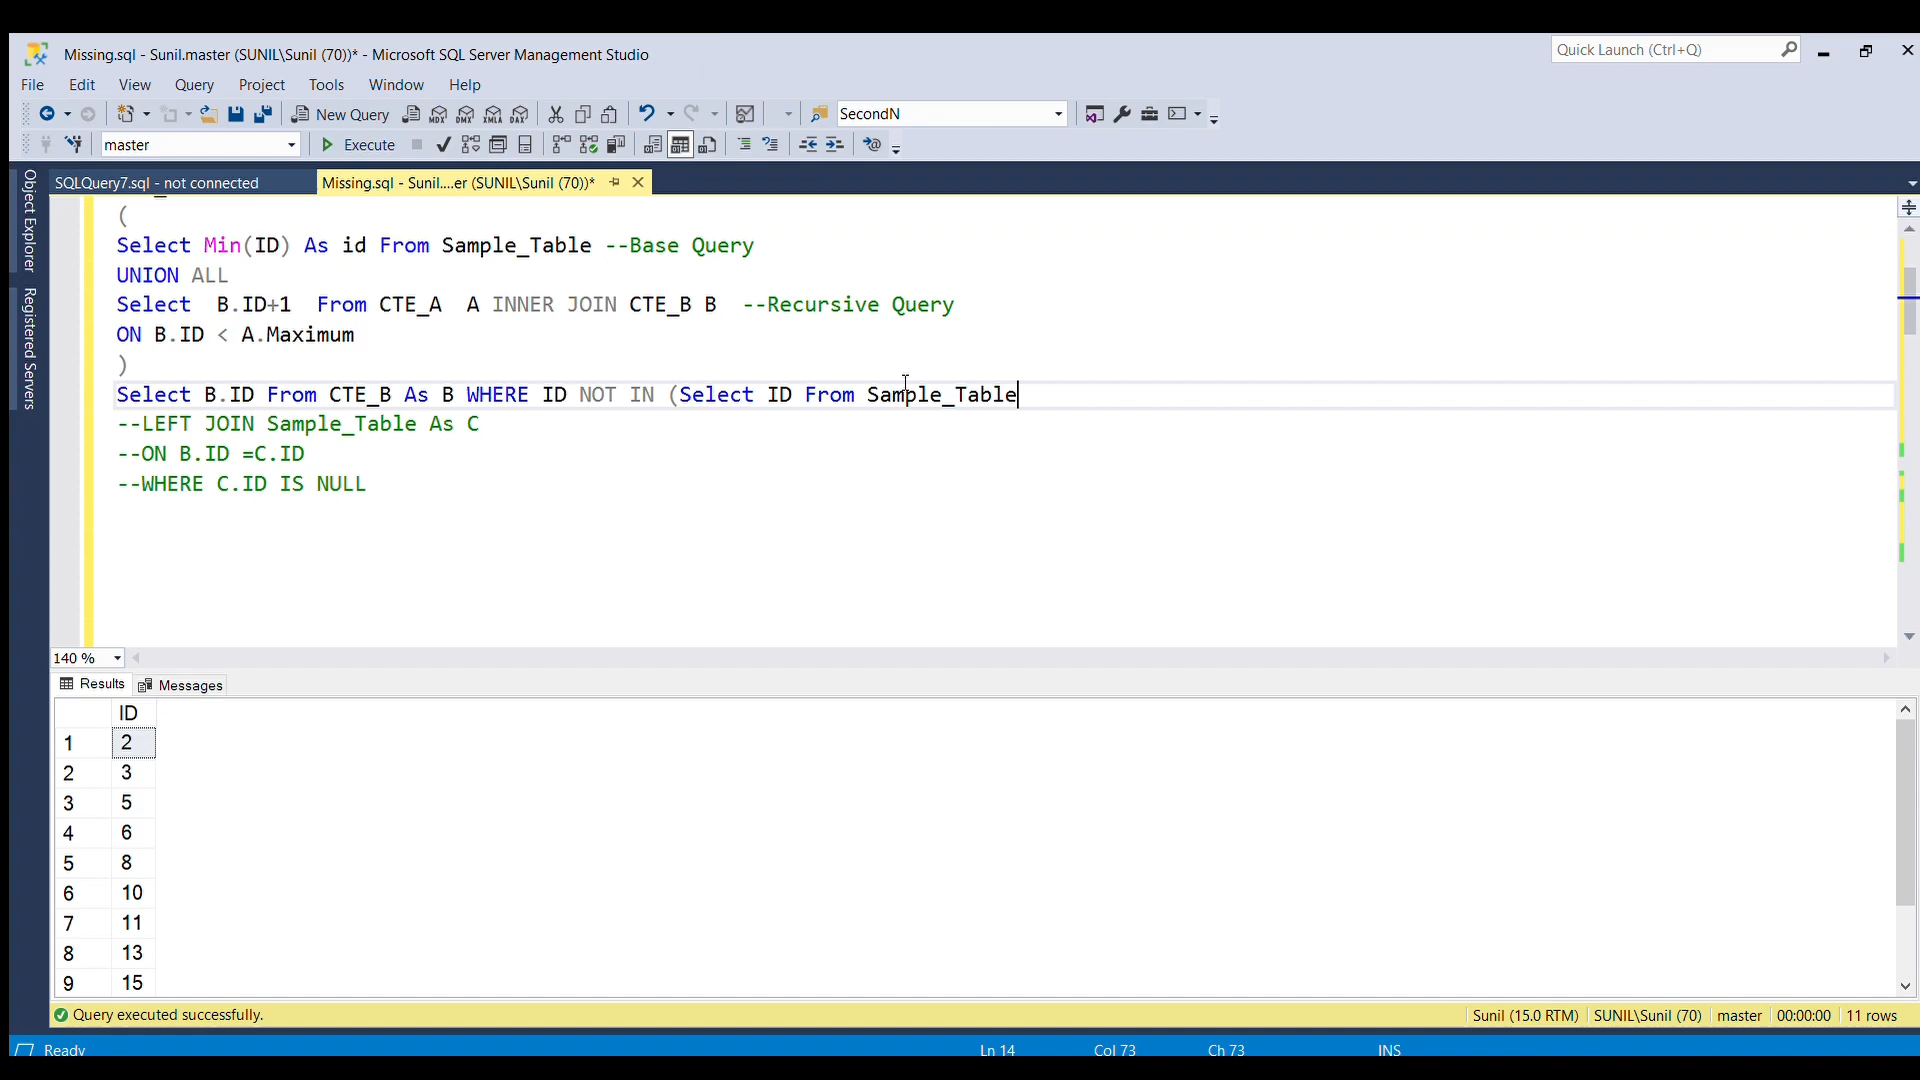 Missing.sql - Sunil.master (SUNIL\Sunil (70))* - Microsoft SQL Server Management Studio
Quick Launch (Ctrl+Q)
File Edit View Query Project Tools Window Help
New Query MDX DMX XMLA DAX SecondN
master Execute
SQLQuery7.sql - not connected Missing.sql - Sunil....er (SUNIL\Sunil (70))*
Object Explorer
Registered Servers
(
Select Min(ID) As id From Sample_Table --Base Query
UNION ALL
Select B.ID+1 From CTE_A A INNER JOIN CTE_B B --Recursive Query
ON B.ID < A.Maximum
)
Select B.ID From CTE_B As B WHERE ID NOT IN (Select ID From Sample_Table
--LEFT JOIN Sample_Table As C
--ON B.ID =C.ID
--WHERE C.ID IS NULL
140 %
Results Messages
ID
1 2
2 3
3 5
4 6
5 8
6 10
7 11
8 13
9 15
Query executed successfully. Sunil (15.0 RTM) SUNIL\Sunil (70) master 00:00:00 11 rows
Ready Ln 14 Col 73 Ch 73 INS